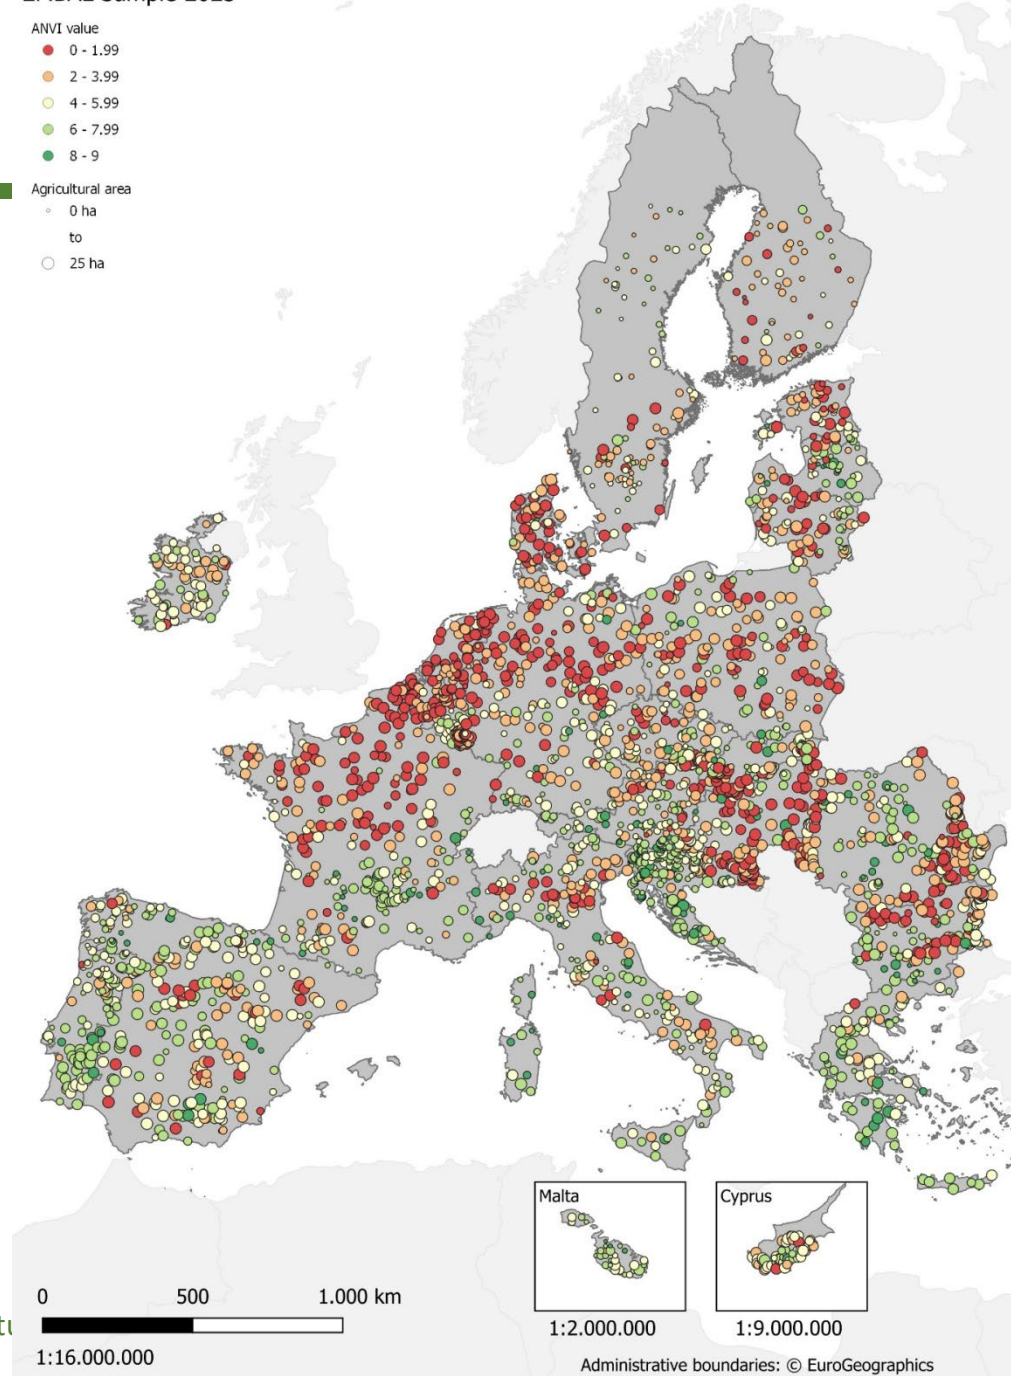 ANVI value
0 - 1.99
2 - 3.99
4 - 5.99
6 - 7.99
8 - 9
Agricultural area
0 ha
to
25 ha
Malta
Cyprus
0 500 1.000 km
1:2.000.000 1:9.000.000
1:16.000.000
Administrative boundaries: © EuroGeographics